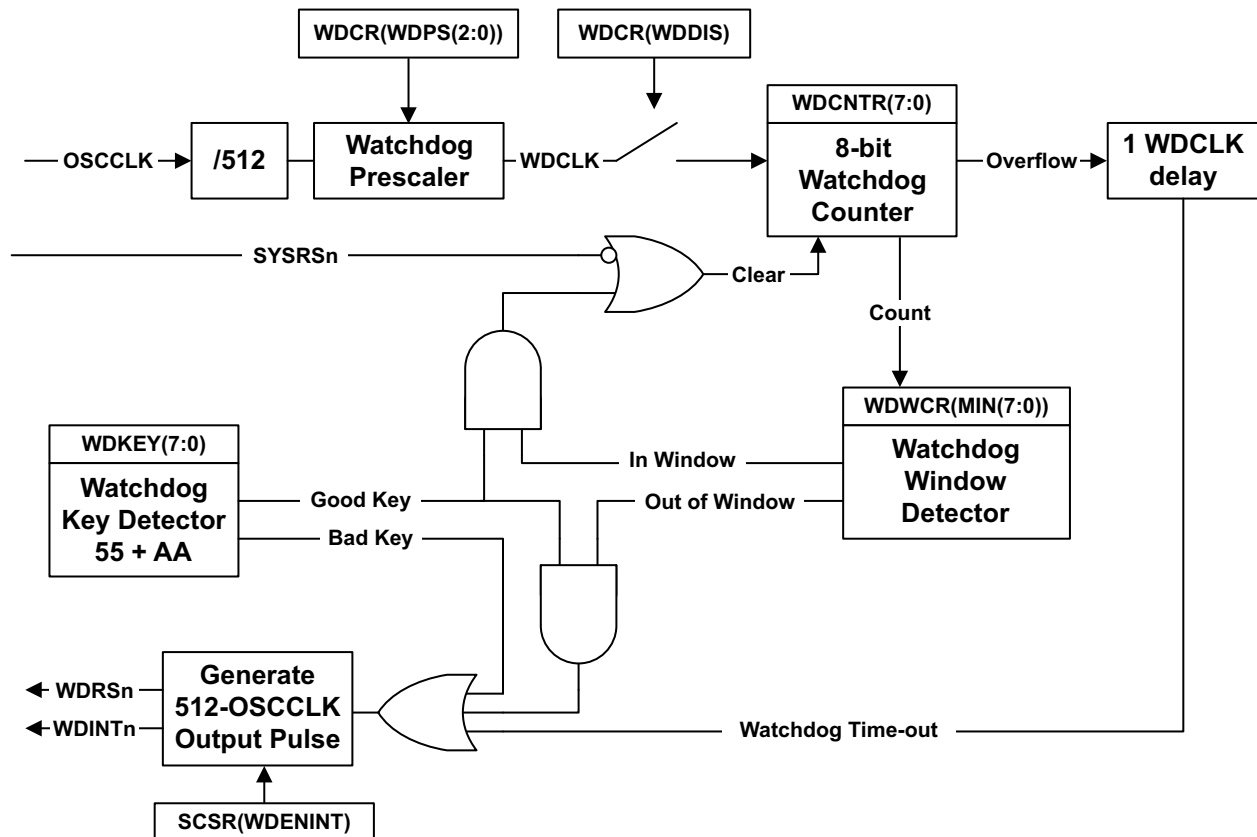 WDCR(WDPS(2:0))
WDCR(WDDIS)
WDCNTR(7:0)
OSCCLK
/512
Watchdog
Prescaler
WDCLK
8-bit
Watchdog
Counter
Overflow
1 WDCLK
delay
SYSRSn
Clear
Count
WDWCR(MIN(7:0))
Watchdog
Window
Detector
WDKEY(7:0)
Watchdog
Key Detector
55 + AA
In Window
Good Key
Out of Window
Bad Key
Generate
512-OSCCLK
Output Pulse
WDRSn
WDINTn
Watchdog Time-out
SCSR(WDENINT)